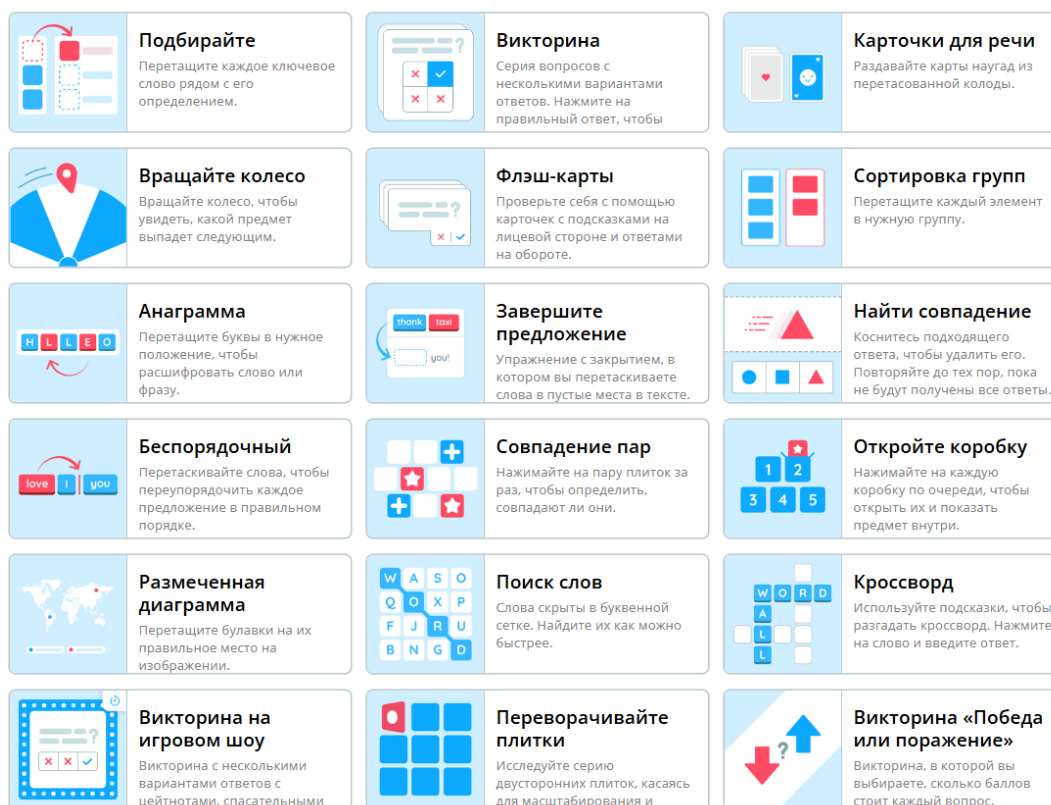 Подбирайте
Перетащите каждое ключевое
слово рядом с его
определением.
Викторина
Серия вопросов с
несколькими вариантами
ответов. Нажмите на
правильный ответ, чтобы
Карточки для речи
Раздавайте карты наугад из
перетасованной колоды.
Вращайте колесо
Вращайте колесо, чтобы
увидеть, какой предмет
выпадет следующим.
Флэш-карты
Проверьте себя с помощью
карточек с подсказками на
лицевой стороне и ответами
на обороте.
Сортировка групп
Перетащите каждый элемент
в нужную группу.
H L L E O
Анаграмма
Перетащите буквы в нужное
положение, чтобы
расшифровать слово или
фразу.
thank taxi
you!
Завершите
предложение
Упражнение с закрытием, в
котором вы перетаскиваете
слова в пустые места в тексте.
Найти совпадение
Коснитесь подходящего
ответа, чтобы удалить его.
Повторяйте до тех пор, пока
не будут получены все ответы.
love I you
Беспорядочный
Перетаскивайте слова, чтобы
переупорядочить каждое
предложение в правильном
порядке.
Совпадение пар
Нажимайте на пару плиток за
раз, чтобы определить,
совпадают ли они.
1 2
3 4 5
Откройте коробку
Нажимайте на каждую
коробку по очереди, чтобы
открыть их и показать
предмет внутри.
Размеченная
диаграмма
Перетащите булавки на их
правильное место на
изображении.
W A S O
Q O X P
F J R U
B N G D
Поиск слов
Слова скрыты в буквенной
сетке. Найдите их как можно
быстрее.
W O R D
A
L
L
Кроссворд
Используйте подсказки, чтобы
разгадать кроссворд. Нажмите
на слово и введите ответ.
?
Викторина на
игровом шоу
Викторина с несколькими
вариантами ответов с
цейтнотами, спасательными
Переворачивайте
плитки
Исследуйте серию
двусторонних плиток, касаясь
для масштабирования и
?
Викторина «Победа
или поражение»
Викторина, в которой вы
выбираете, сколько баллов
стоит каждый вопрос.